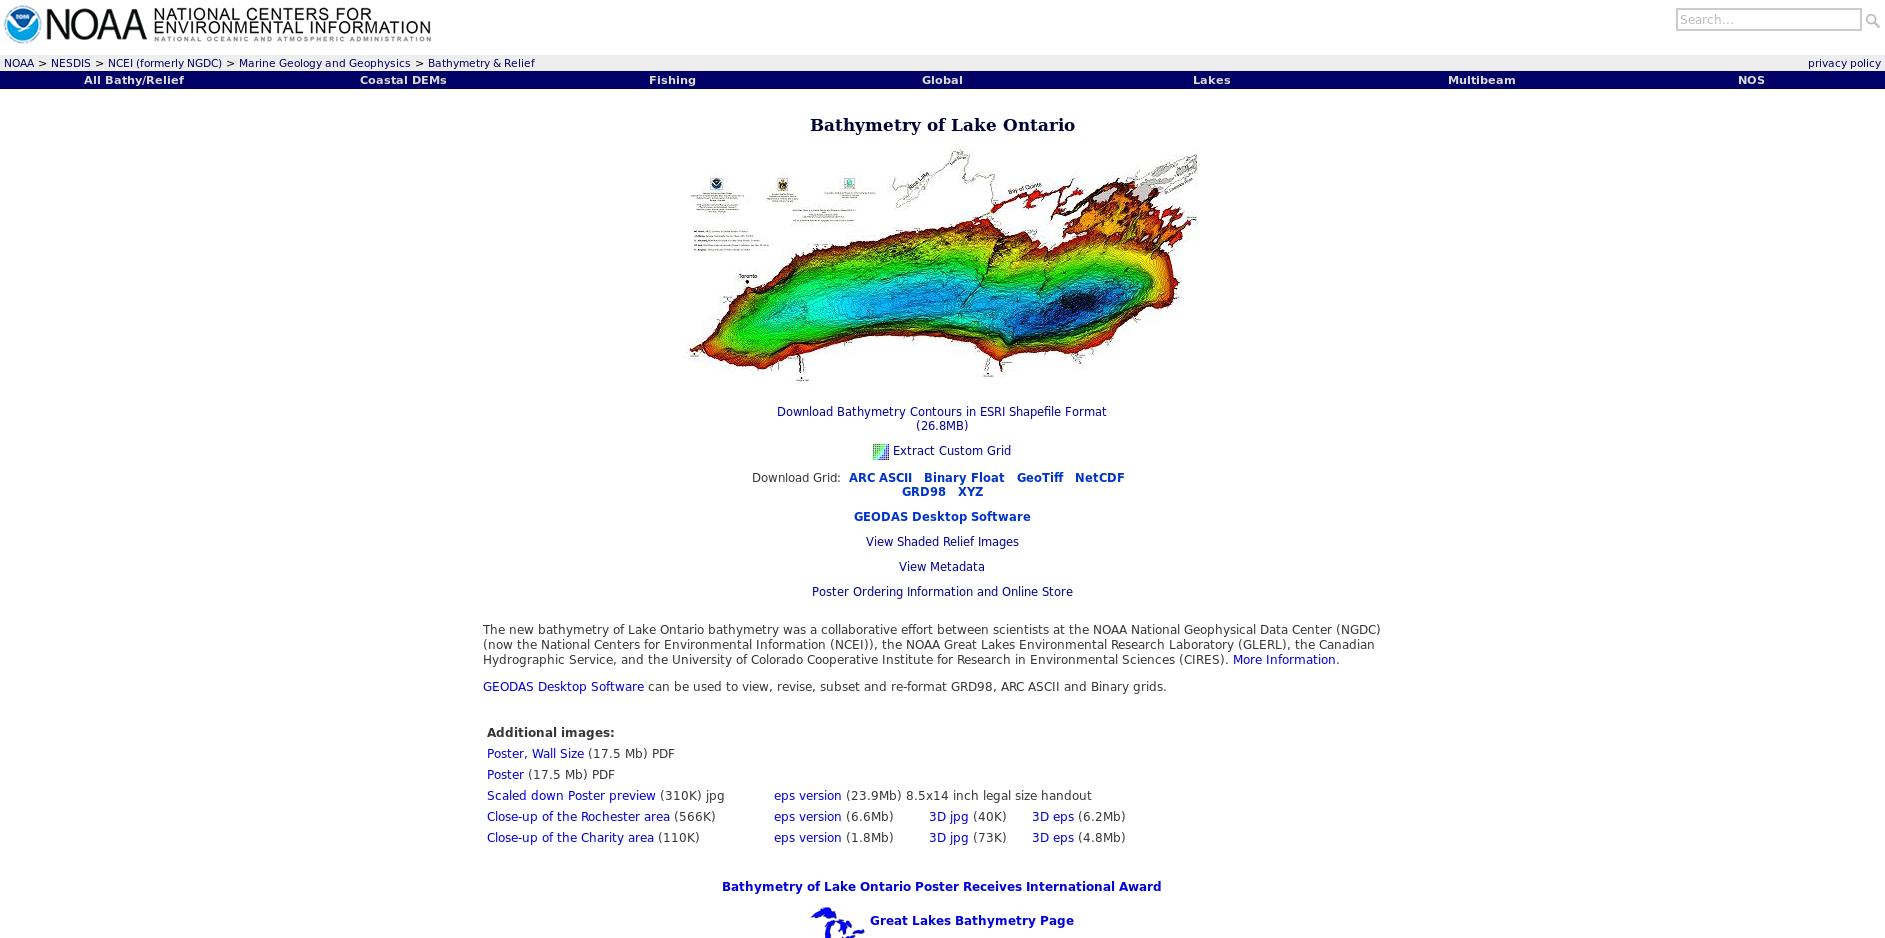 NOAA NATIONAL CENTERS FOR
ENVIRONMENTAL INFORMATION
NATIONAL OCEANIC AND ATMOSPHERIC ADMINISTRATION
Search...
NOAA > NESDIS > NCEI (formerly NGDC) > Marine Geology and Geophysics > Bathymetry & Relief
privacy policy
All Bathy/Relief Coastal DEMs Fishing Global Lakes Multibeam NOS
Bathymetry of Lake Ontario
Rice Lake
Bay of Quinte
Toronto
Download Bathymetry Contours in ESRI Shapefile Format
(26.8MB)
Extract Custom Grid
Download Grid: ARC ASCII Binary Float GeoTiff NetCDF
GRD98 XYZ
GEODAS Desktop Software
View Shaded Relief Images
View Metadata
Poster Ordering Information and Online Store
The new bathymetry of Lake Ontario bathymetry was a collaborative effort between scientists at the NOAA National Geophysical Data Center (NGDC)
(now the National Centers for Environmental Information (NCEI)), the NOAA Great Lakes Environmental Research Laboratory (GLERL), the Canadian
Hydrographic Service, and the University of Colorado Cooperative Institute for Research in Environmental Sciences (CIRES). More Information.
GEODAS Desktop Software can be used to view, revise, subset and re-format GRD98, ARC ASCII and Binary grids.
Additional images:
Poster, Wall Size (17.5 Mb) PDF
Poster (17.5 Mb) PDF
Scaled down Poster preview (310K) jpg eps version (23.9Mb) 8.5x14 inch legal size handout
Close-up of the Rochester area (566K) eps version (6.6Mb) 3D jpg (40K) 3D eps (6.2Mb)
Close-up of the Charity area (110K) eps version (1.8Mb) 3D jpg (73K) 3D eps (4.8Mb)
Bathymetry of Lake Ontario Poster Receives International Award
Great Lakes Bathymetry Page